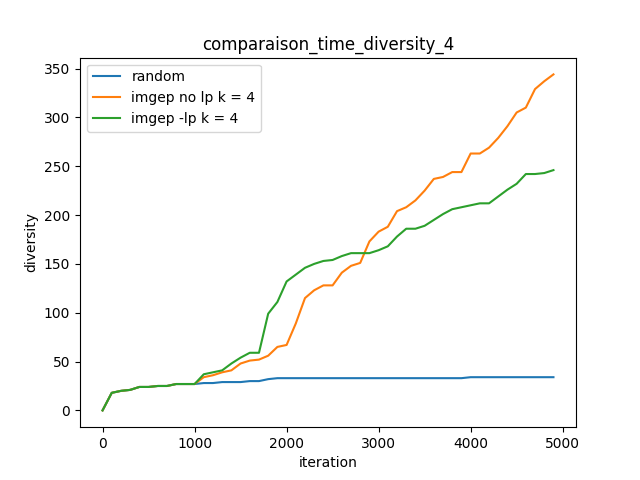 comparaison_time_diversity_4
random
imgep no lp k = 4
imgep -lp k = 4
diversity
350
300
250
200
150
100
50
0
0 1000 2000 3000 4000 5000
iteration